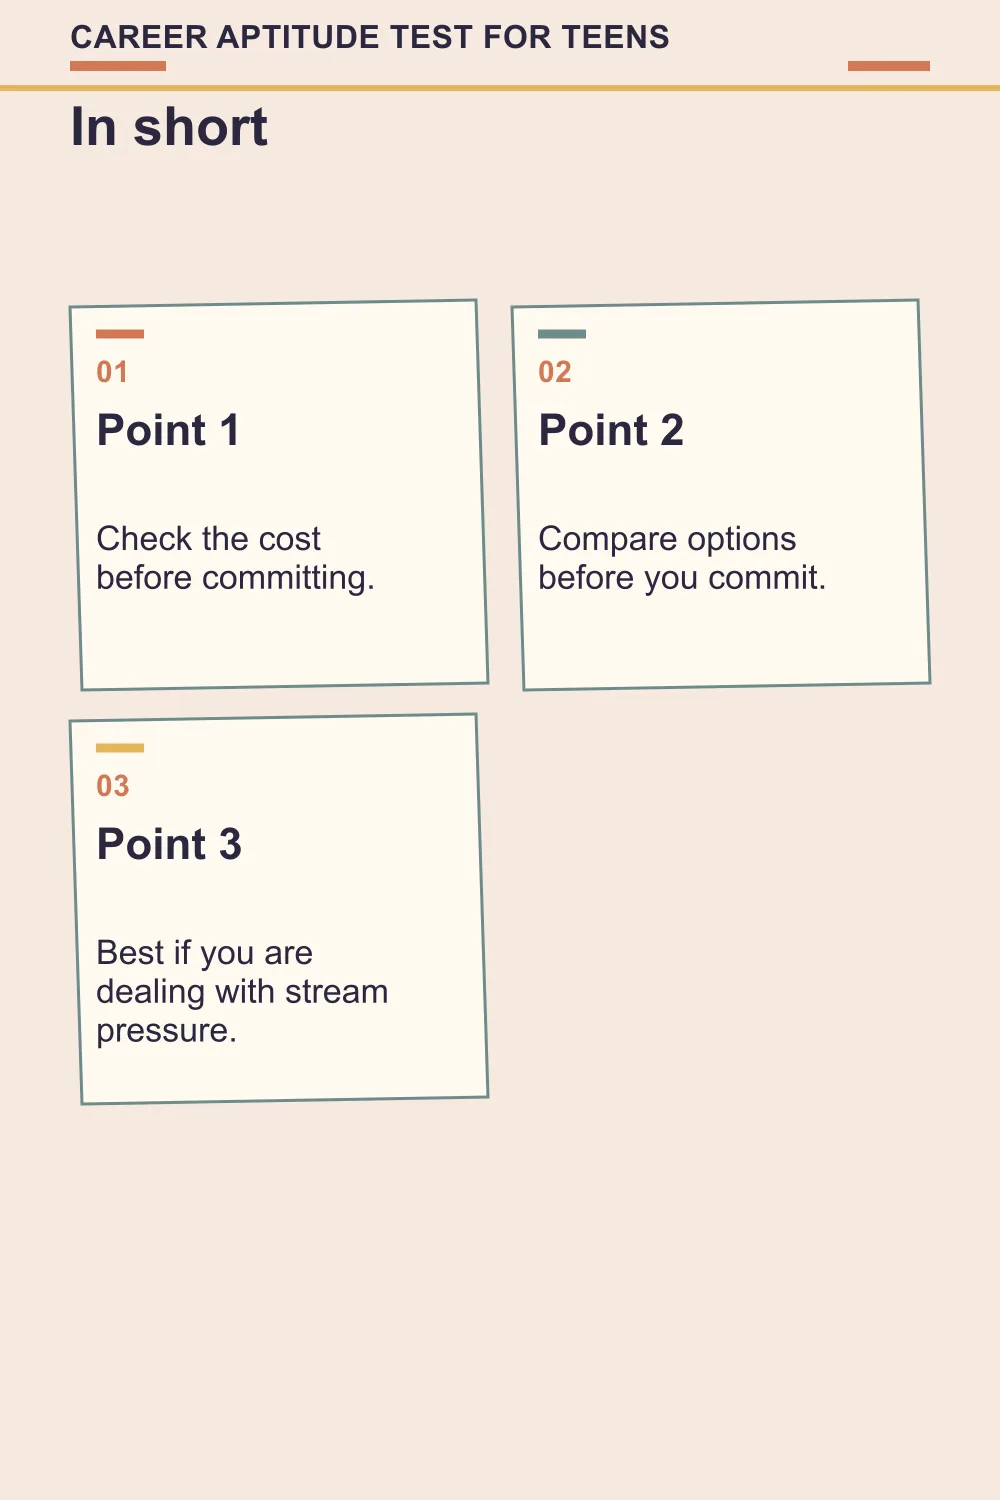 CAREER APTITUDE TEST FOR TEENS
In short
01
Point 1
Check the cost
before committing.
02
Point 2
Compare options
before you commit.
03
Point 3
Best if you are
dealing with stream
pressure.